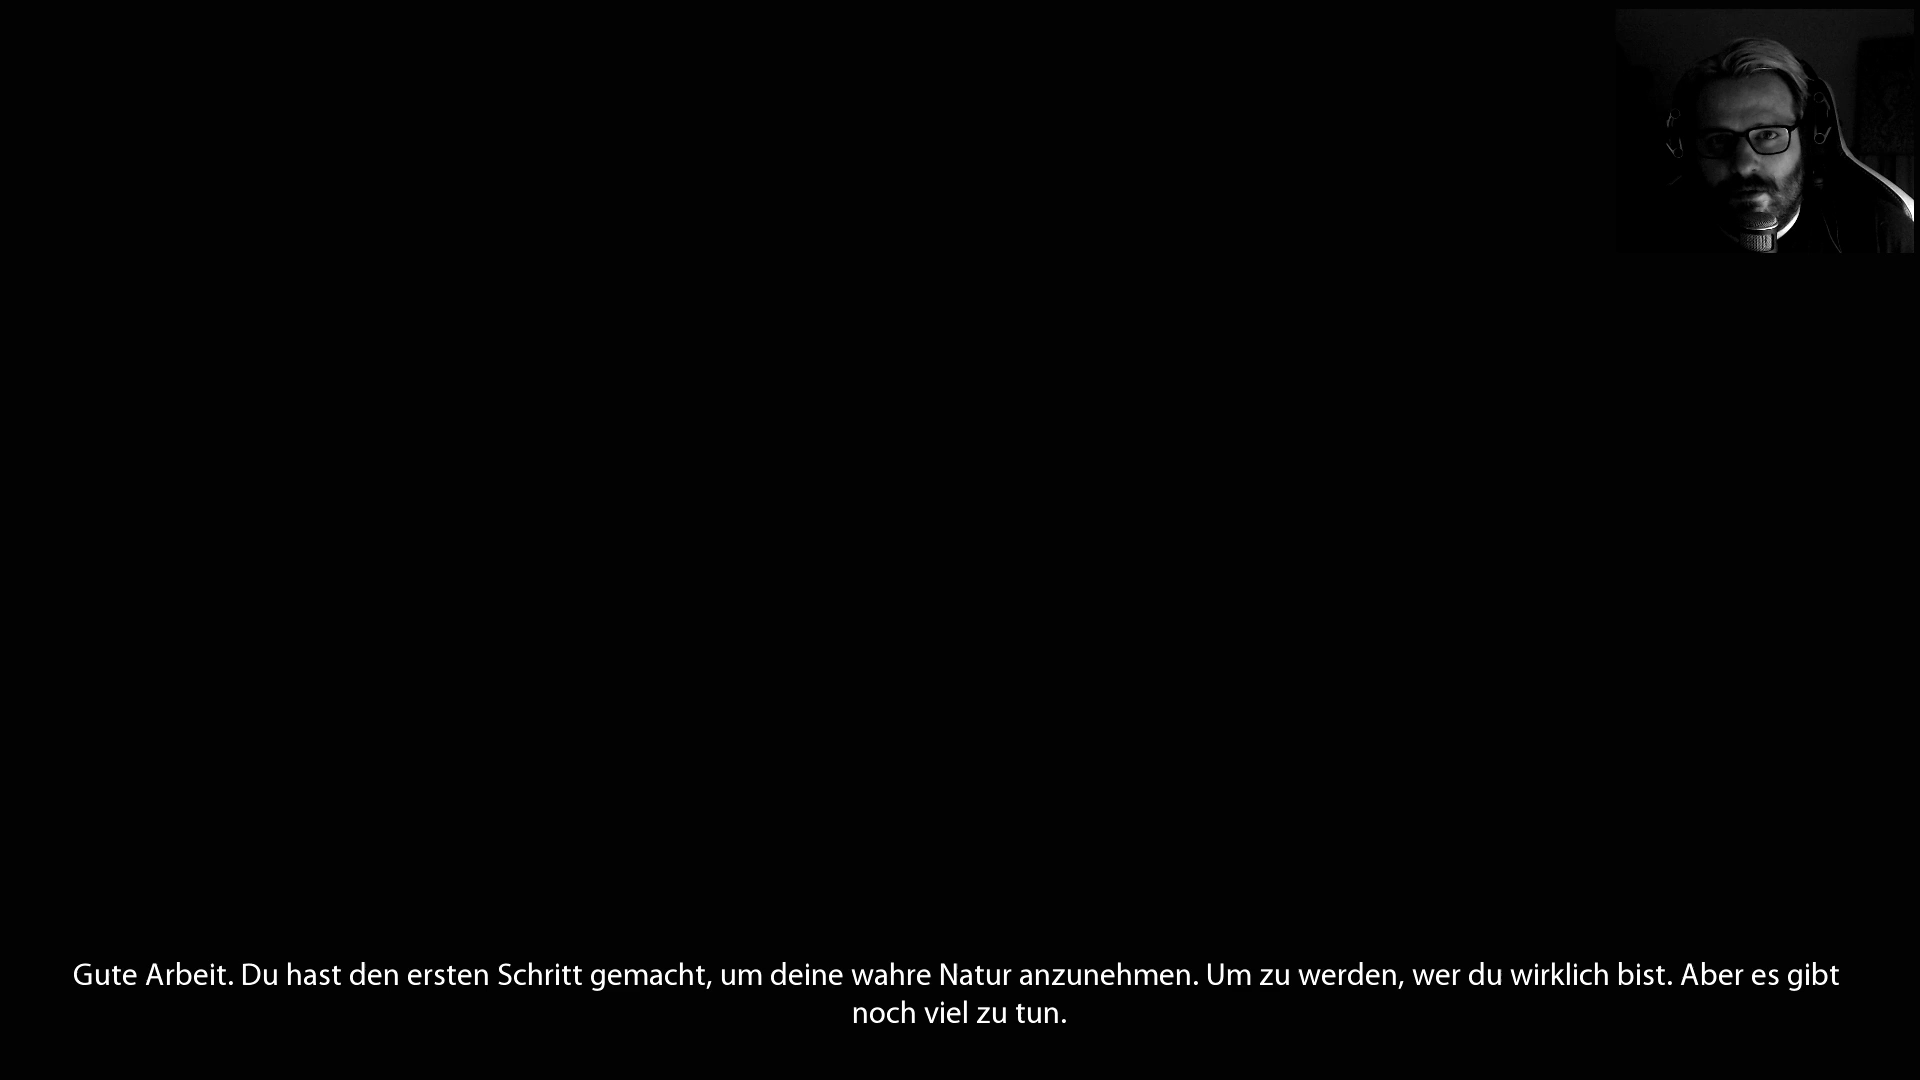 Gute Arbeit. Du hast den ersten Schritt gemacht, um deine wahre Natur anzunehmen. Um zu werden, wer du wirklich bist. Aber es gibt
noch viel zu tun.